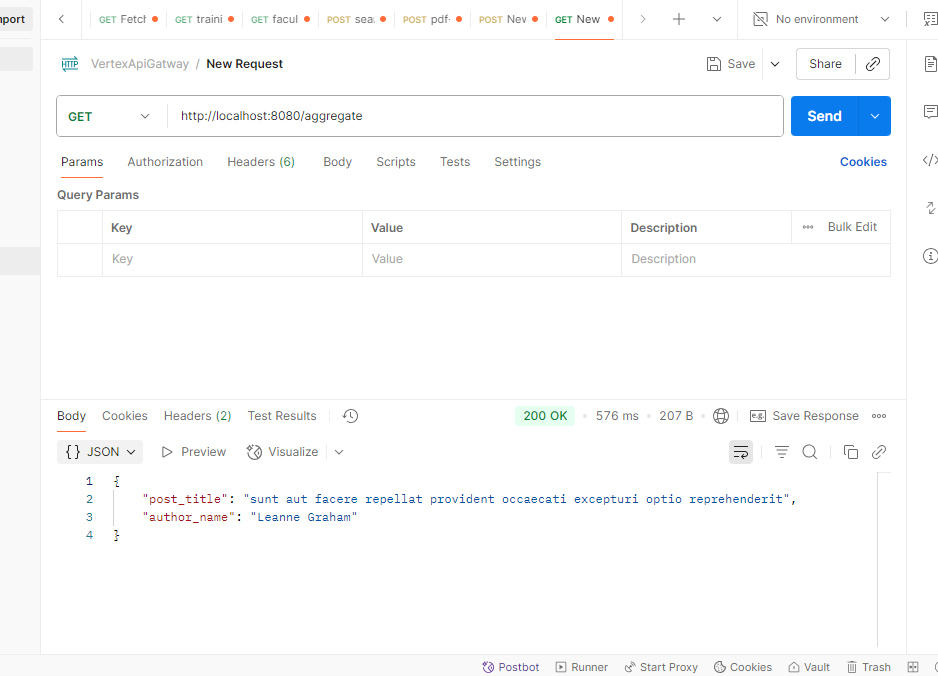 nport
GET Fetch GET traini GET facul POST sea POST pdf- POST New GET New No environment
HTTP VertexApiGatway / New Request Save Share
GET http://localhost:8080/aggregate Send
Params Authorization Headers (6) Body Scripts Tests Settings Cookies
Query Params
Key Value Description ••• Bulk Edit
Key Value Description
Body Cookies Headers (2) Test Results 200 OK • 576 ms • 207 B e.g. Save Response •••
{} JSON Preview Visualize
1 {
2 "post_title": "sunt aut facere repellat provident occaecati excepturi optio reprehenderit",
3 "author_name": "Leanne Graham"
4 }
Postbot Runner Start Proxy Cookies Vault Trash